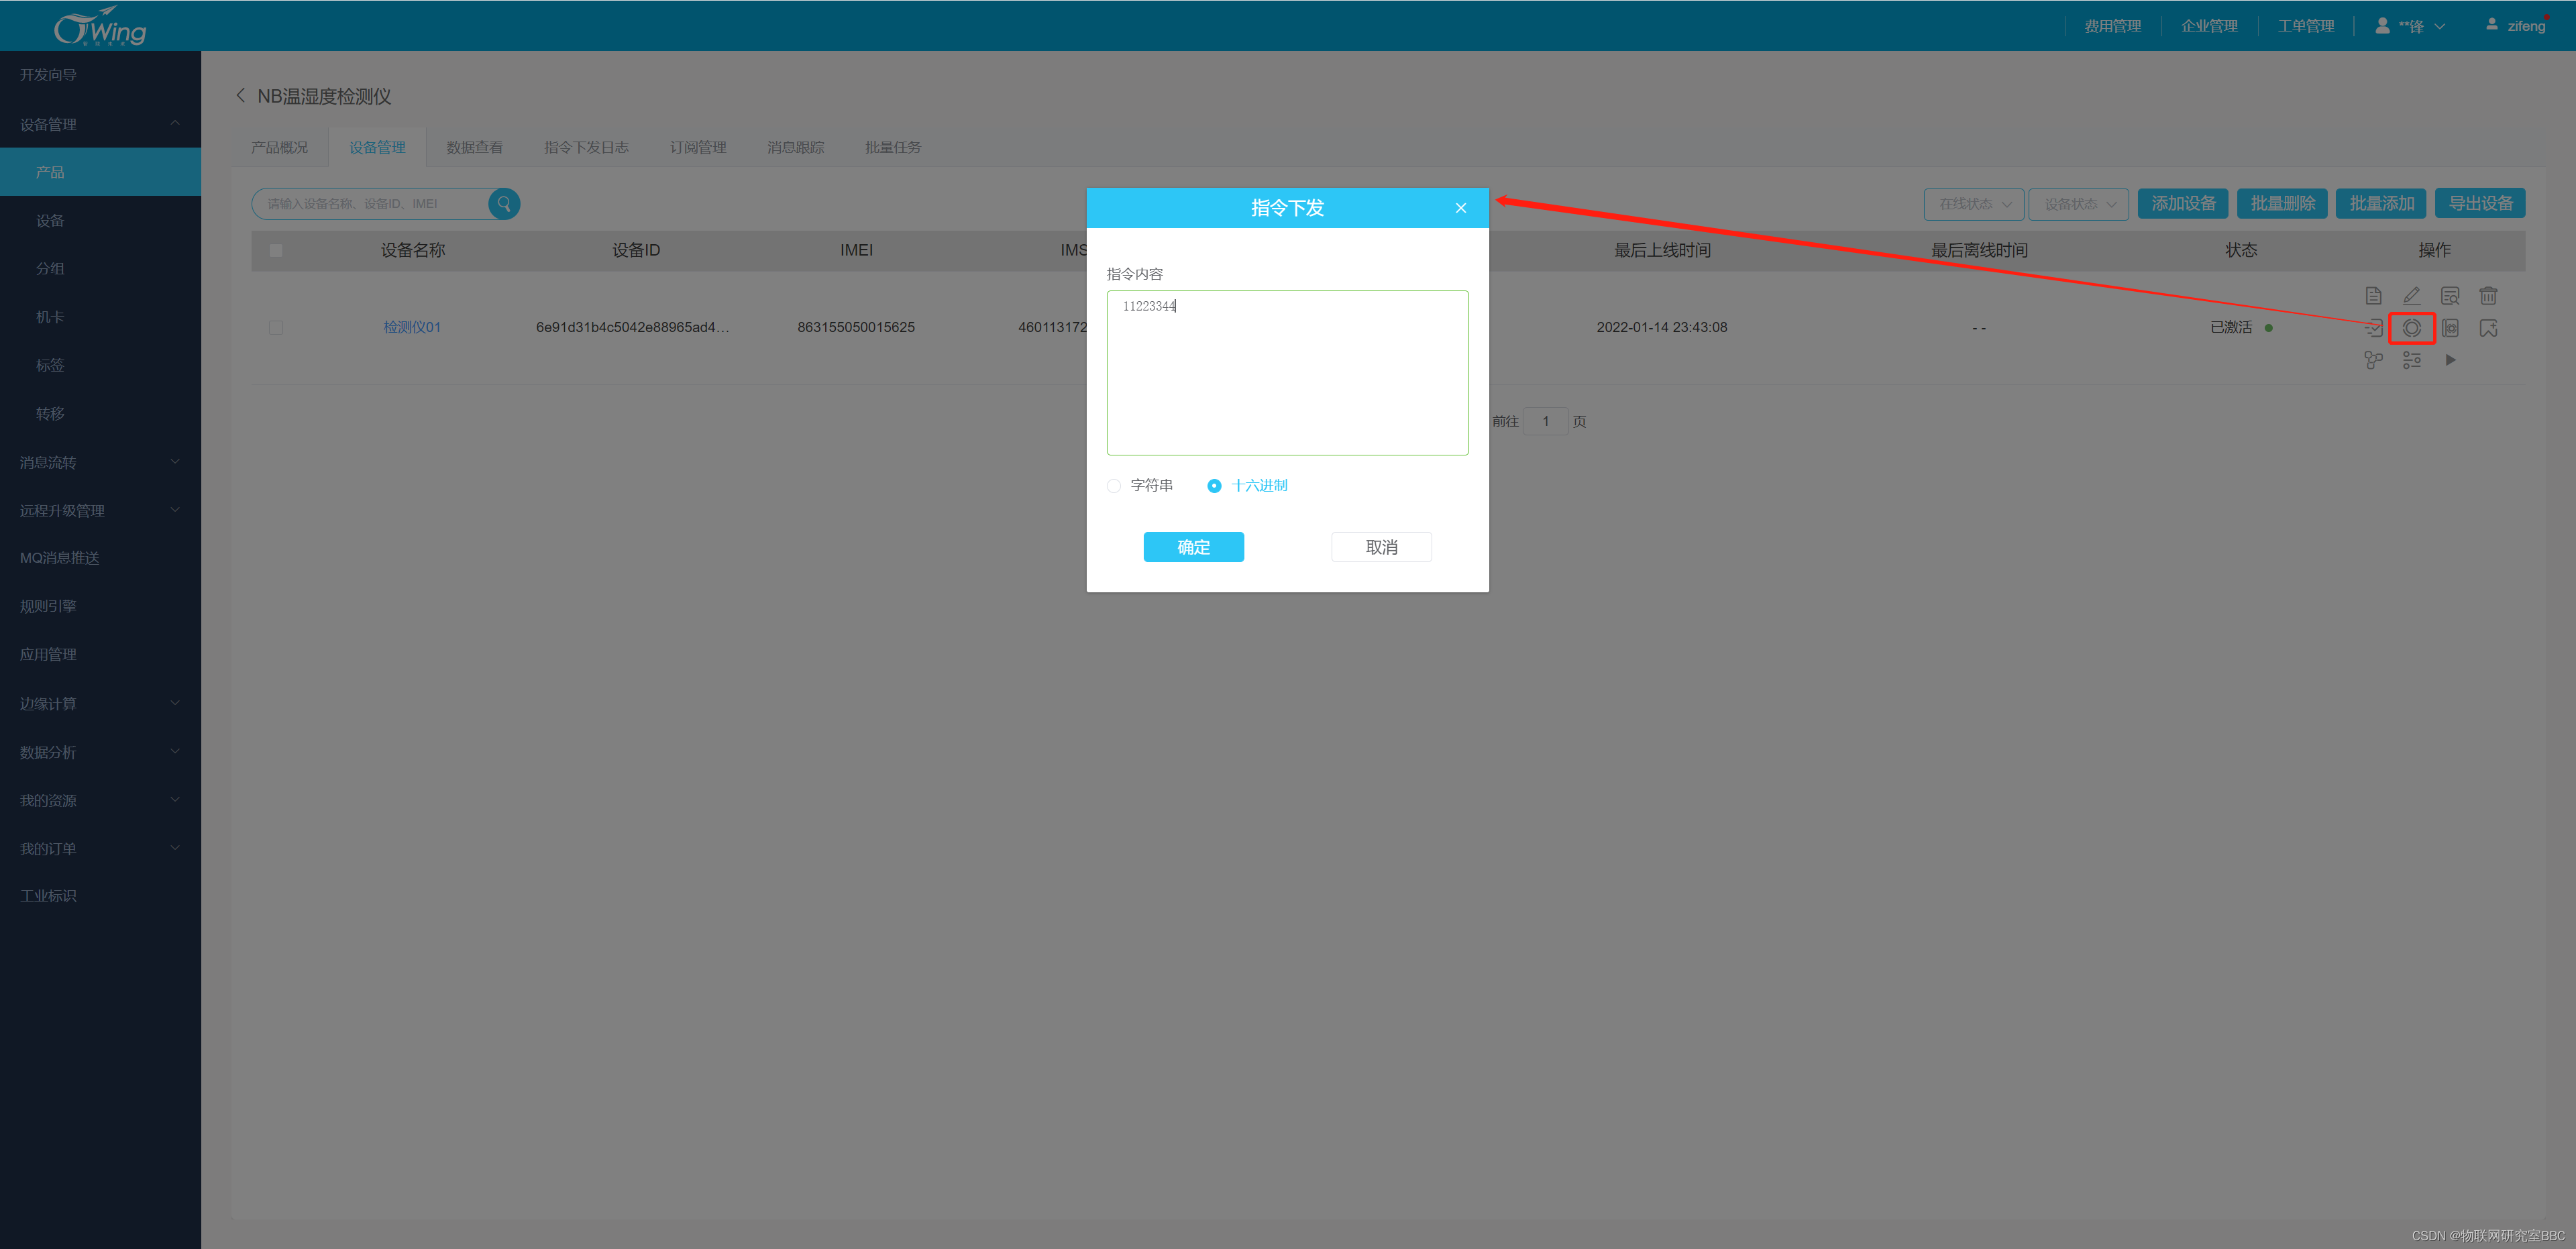 Wing
费用管理
企业管理
工单管理
**锋
zifeng
开发向导
设备管理
产品
设备
分组
机卡
标签
转移
消息流转
远程升级管理
MQ消息推送
规则引擎
应用管理
边缘计算
数据分析
我的资源
我的订单
工业标识
NB温湿度检测仪
产品概况 设备管理 数据查看 指令下发日志 订阅管理 消息跟踪 批量任务
请输入设备名称、设备ID、IMEI
在线状态 设备状态 添加设备 批量删除 批量添加 导出设备
设备名称 设备ID IMEI IMS 最后上线时间 最后离线时间 状态 操作
检测仪01 6e91d31b4c5042e88965ad4... 863155050015625 460113172 2022-01-14 23:43:08 - - 已激活
前往 1 页
指令下发
指令内容
11223344
字符串 十六进制
确定 取消
CSDN @物联网研究室BBC